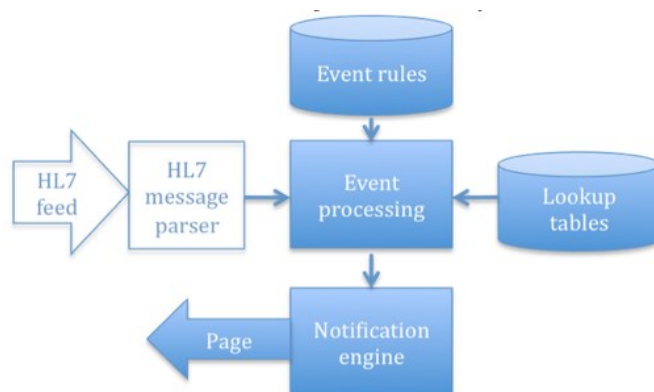 Event rules
HL7
feed
HL7
message
parser
Event
processing
Lookup
tables
Page
Notification
engine